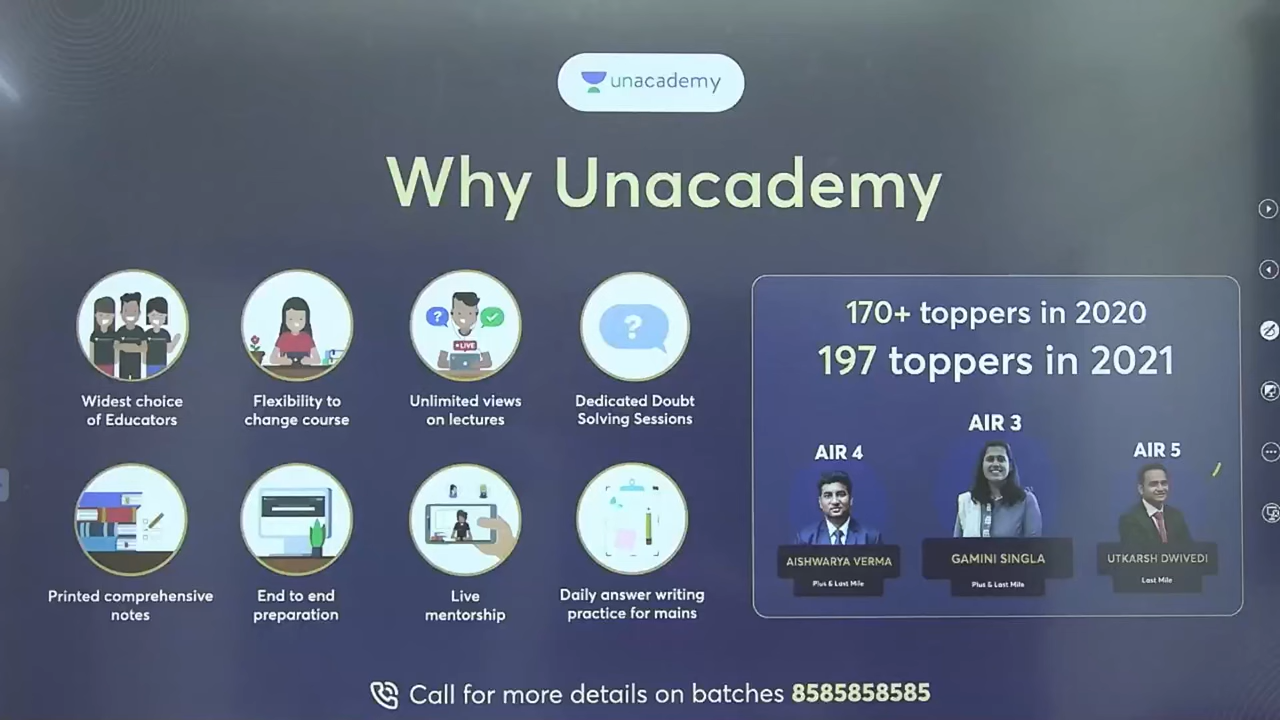 unacademy
Why Unacademy
Widest choice
of Educators
Flexibility to
change course
?
LIVE
Unlimited views
on lectures
?
Dedicated Doubt
Solving Sessions
Printed comprehensive
notes
End to end
preparation
Live
mentorship
Daily answer writing
practice for mains
170+ toppers in 2020
197 toppers in 2021
AIR 4
AISHWARYA VERMA
Plus & Last Mile
AIR 3
GAMINI SINGLA
Plus & Last Mile
AIR 5
UTKARSH DWIVEDI
Last Mile
Call for more details on batches 8585858585